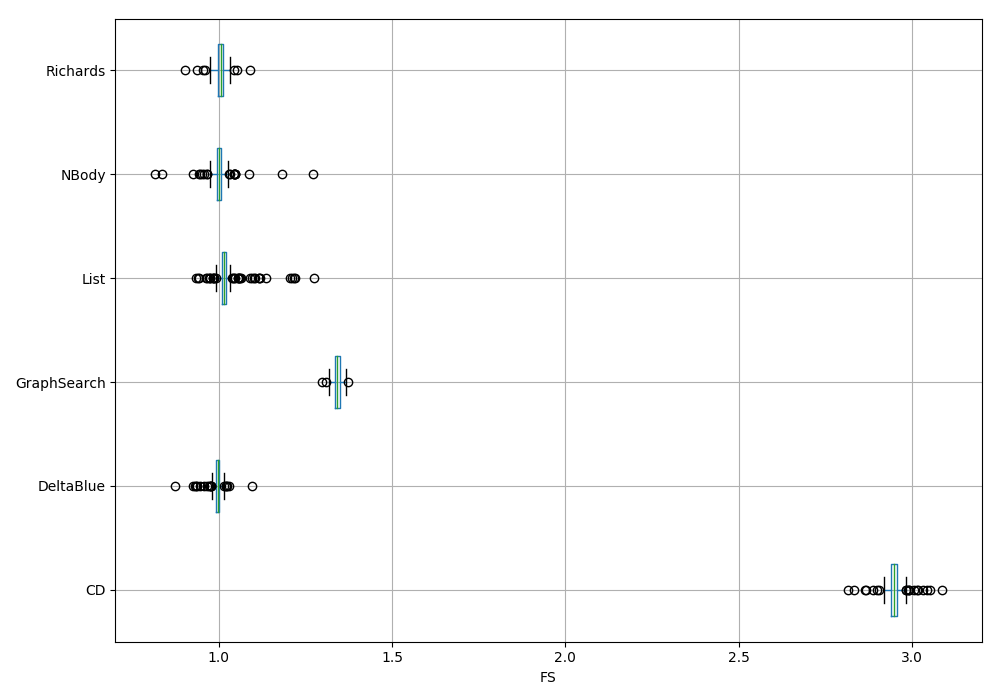 Richards
NBody
List
GraphSearch
DeltaBlue
CD
1.0 1.5 2.0 2.5 3.0
FS